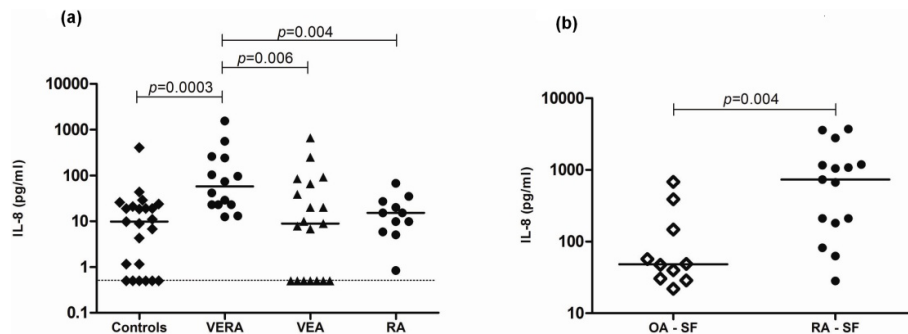 (a)
p=0.004
p=0.006
p=0.0003
IL-8 (pg/ml)
10000
1000
100
10
1
0.1
Controls VERA VEA RA
(b)
p=0.004
IL-8 (pg/ml)
10000
1000
100
10
OA - SF RA - SF